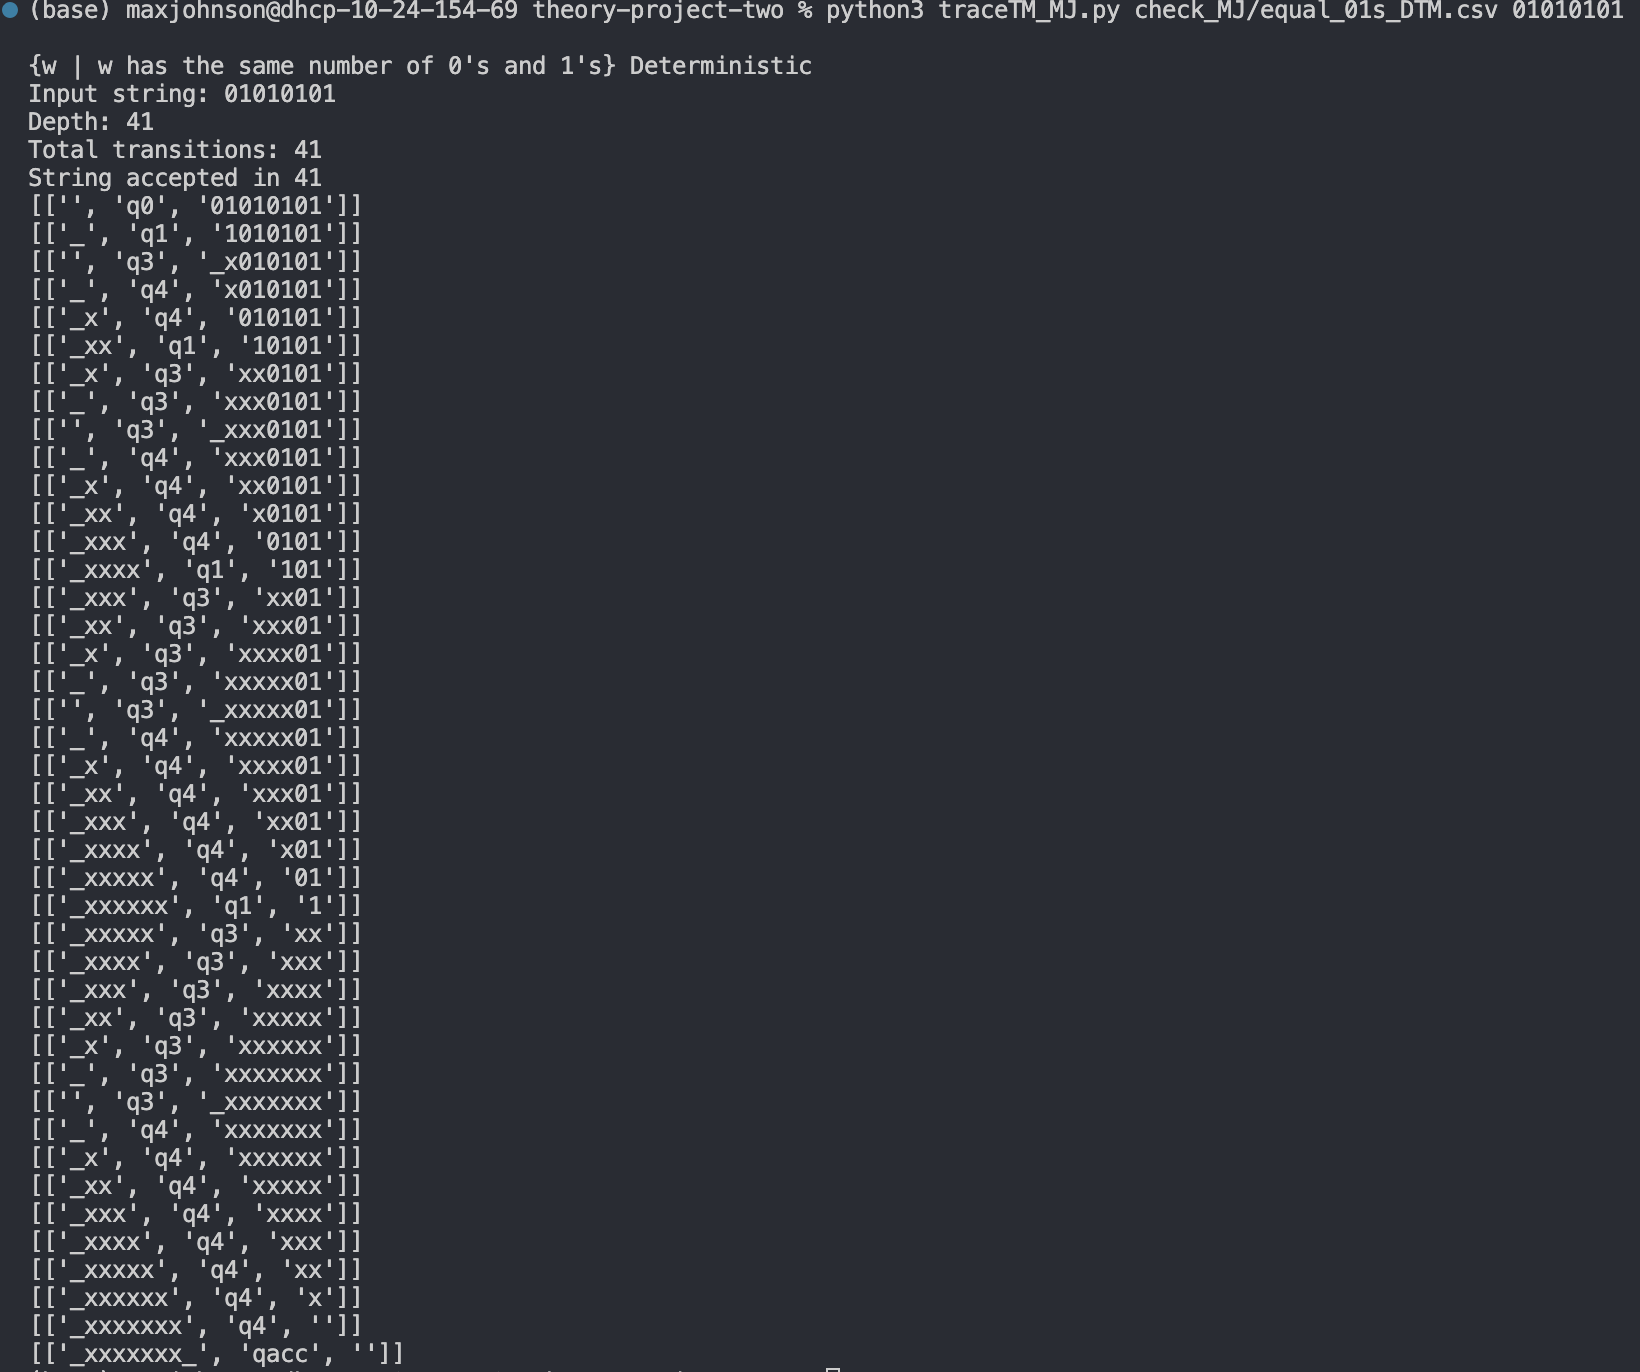 (base) maxjohnson@dhcp-10-24-154-69 theory-project-two % python3 traceTM_MJ.py check_MJ/equal_01s_DTM.csv 01010101
{w | w has the same number of 0's and 1's} Deterministic
Input string: 01010101
Depth: 41
Total transitions: 41
String accepted in 41
[['', 'q0', '01010101']]
[['_', 'q1', '1010101']]
[['', 'q3', '_x010101']]
[['_', 'q4', 'x010101']]
[['_x', 'q4', '010101']]
[['_xx', 'q1', '10101']]
[['_x', 'q3', 'xx0101']]
[['_', 'q3', 'xxx0101']]
[['', 'q3', '_xxx0101']]
[['_', 'q4', 'xxx0101']]
[['_x', 'q4', 'xx0101']]
[['_xx', 'q4', 'x0101']]
[['_xxx', 'q4', '0101']]
[['_xxxx', 'q1', '101']]
[['_xxx', 'q3', 'xx01']]
[['_xx', 'q3', 'xxx01']]
[['_x', 'q3', 'xxxx01']]
[['_', 'q3', 'xxxxx01']]
[['', 'q3', '_xxxxx01']]
[['_', 'q4', 'xxxxx01']]
[['_x', 'q4', 'xxxx01']]
[['_xx', 'q4', 'xxx01']]
[['_xxx', 'q4', 'xx01']]
[['_xxxx', 'q4', 'x01']]
[['_xxxxx', 'q4', '01']]
[['_xxxxxx', 'q1', '1']]
[['_xxxxx', 'q3', 'xx']]
[['_xxxx', 'q3', 'xxx']]
[['_xxx', 'q3', 'xxxx']]
[['_xx', 'q3', 'xxxxx']]
[['_x', 'q3', 'xxxxxx']]
[['_', 'q3', 'xxxxxxx']]
[['', 'q3', '_xxxxxxx']]
[['_', 'q4', 'xxxxxxx']]
[['_x', 'q4', 'xxxxxx']]
[['_xx', 'q4', 'xxxxx']]
[['_xxx', 'q4', 'xxxx']]
[['_xxxx', 'q4', 'xxx']]
[['_xxxxx', 'q4', 'xx']]
[['_xxxxxx', 'q4', 'x']]
[['_xxxxxxx', 'q4', '']]
[['_xxxxxxx_', 'qacc', '']]